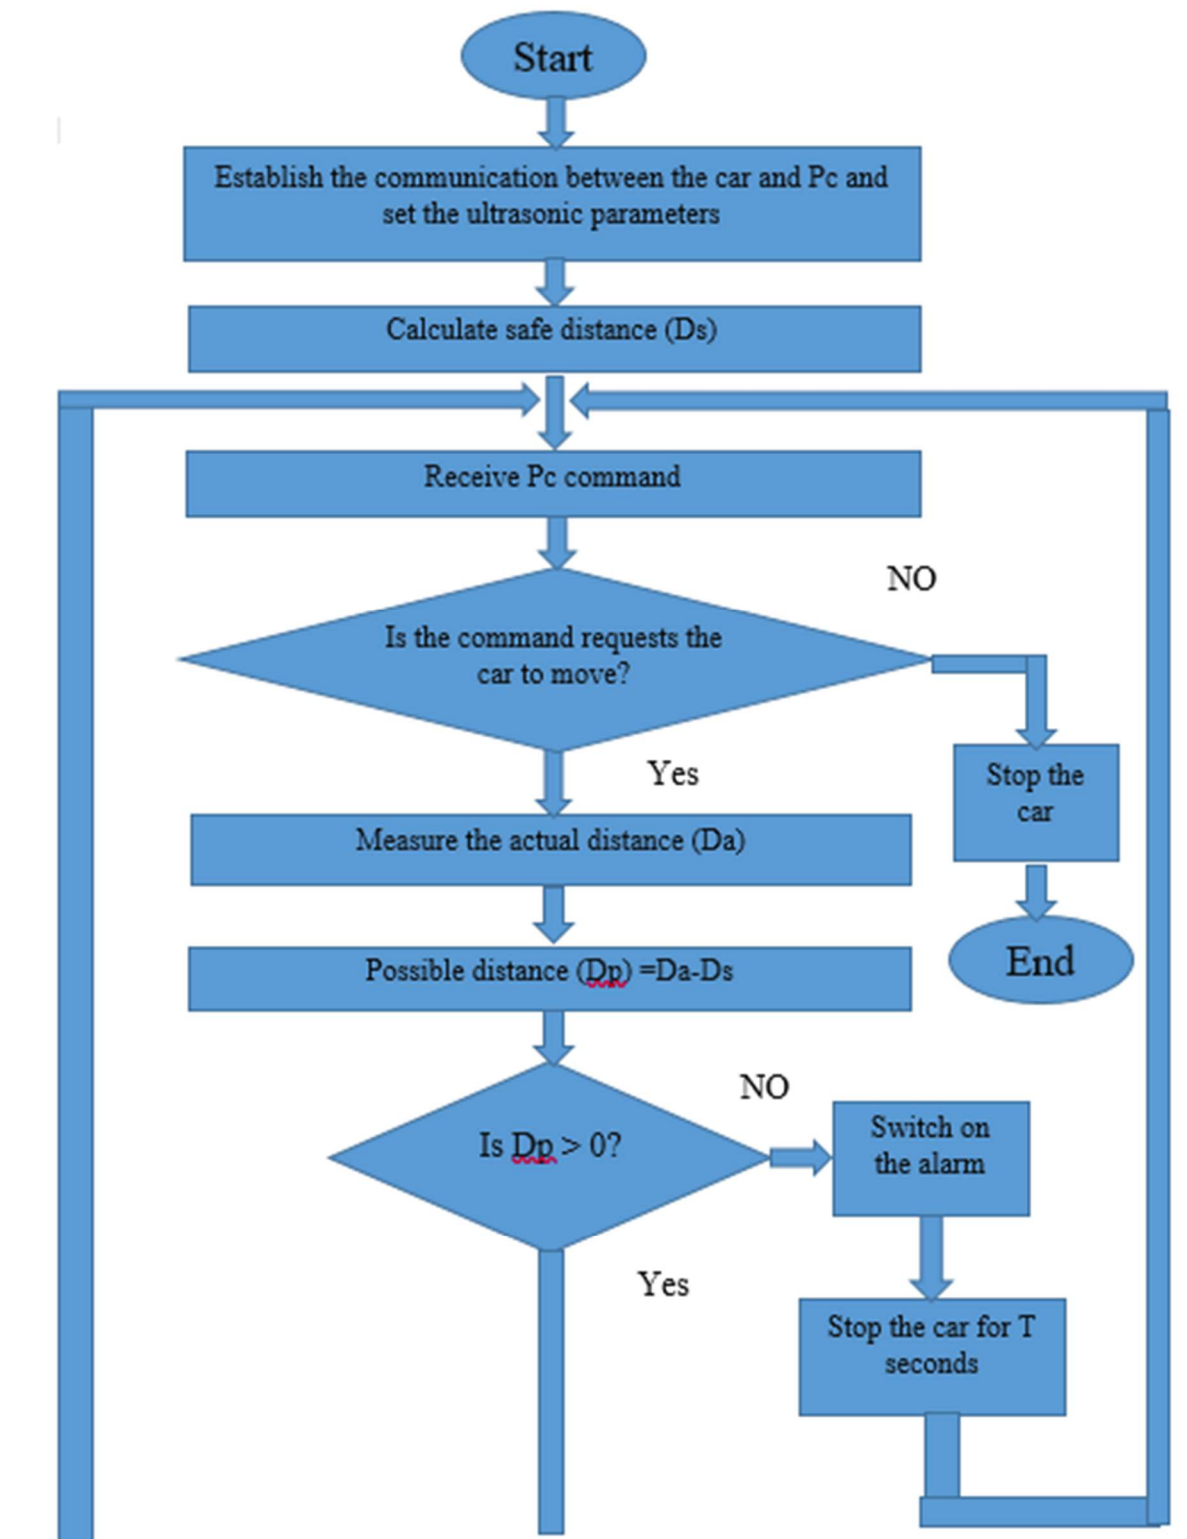 Start
Establish the communication between the car and Pc and
set the ultrasonic parameters
Calculate safe distance (Ds)
Receive Pc command
NO
Is the command requests the
car to move?
Yes
Stop the
car
Measure the actual distance (Da)
End
Possible distance (Dp) =Da-Ds
NO
Is Dp > 0?
Switch on
the alarm
Yes
Stop the car for T
seconds